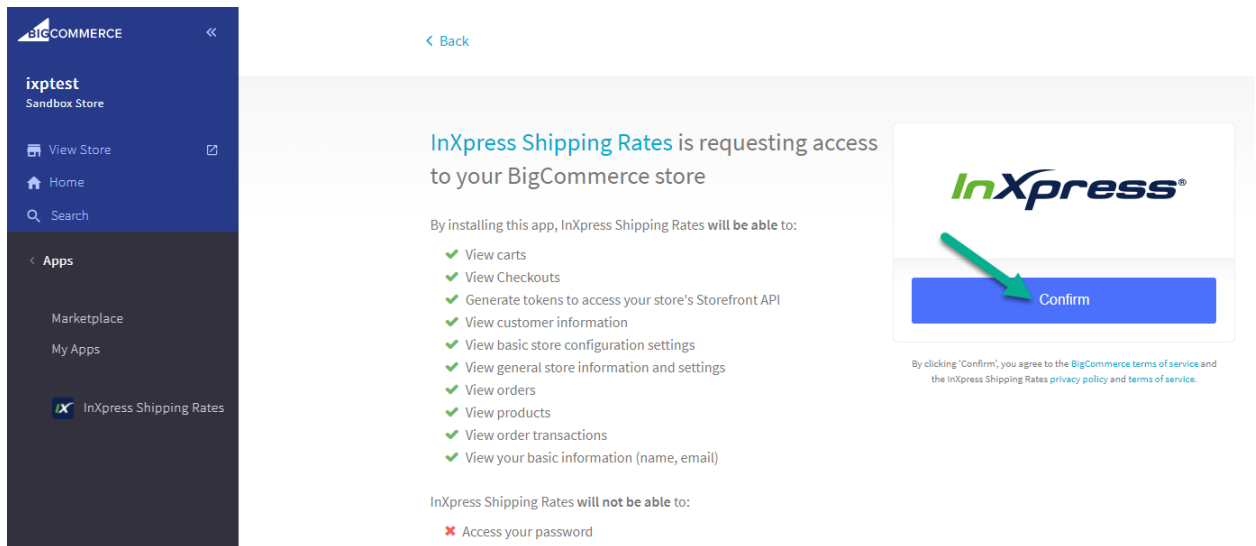 BIGCOMMERCE
«
ixptest
Sandbox Store
View Store
Home
Search
< Apps
Marketplace
My Apps
InXpress Shipping Rates
< Back
InXpress Shipping Rates is requesting access
to your BigCommerce store
By installing this app, InXpress Shipping Rates will be able to:
✔ View carts
✔ View Checkouts
✔ Generate tokens to access your store's Storefront API
✔ View customer information
✔ View basic store configuration settings
✔ View general store information and settings
✔ View orders
✔ View products
✔ View order transactions
✔ View your basic information (name, email)
InXpress Shipping Rates will not be able to:
✖ Access your password
InXpress®
Confirm
By clicking 'Confirm', you agree to the BigCommerce terms of service and
the InXpress Shipping Rates privacy policy and terms of service.